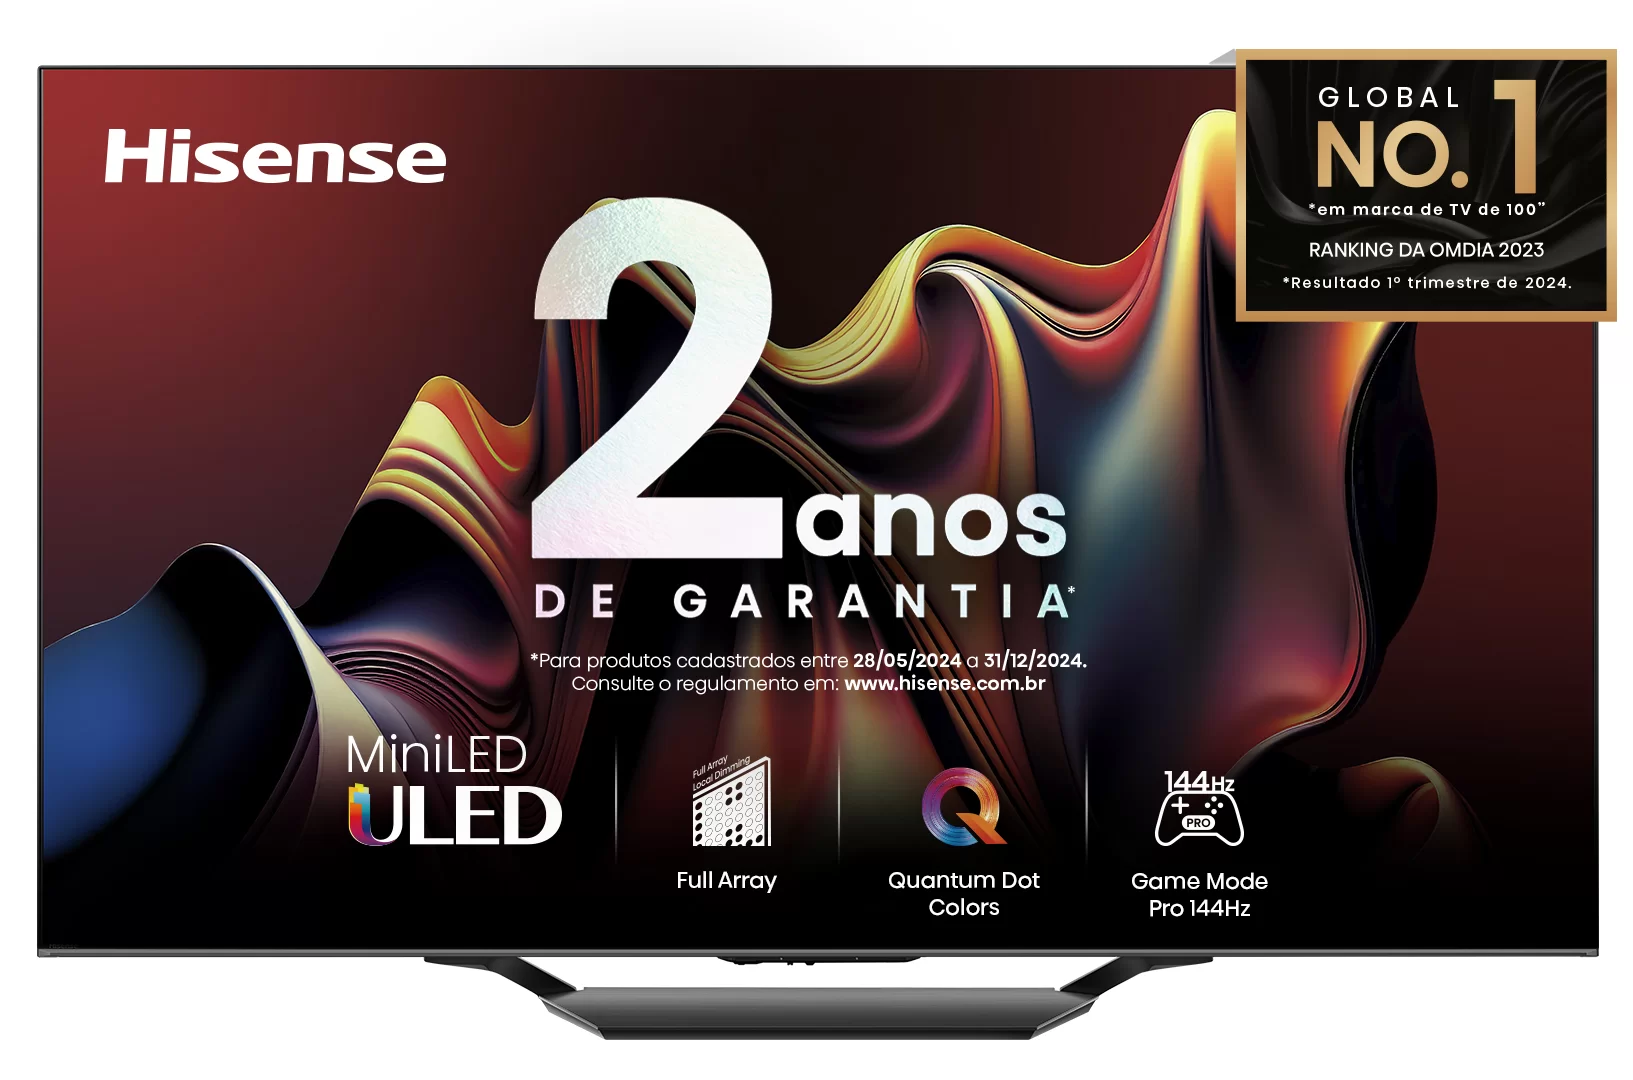 Hisense
GLOBAL
NO. 1
*em marca de TV de 100"
RANKING DA OMDIA 2023
*Resultado 1º trimestre de 2024.
2 anos
DE GARANTIA*
*Para produtos cadastrados entre 28/05/2024 a 31/12/2024.
Consulte o regulamento em: www.hisense.com.br
MiniLED
ULED
Full Array
Local Dimming
Full Array
Quantum Dot
Colors
144Hz
PRO
Game Mode
Pro 144Hz